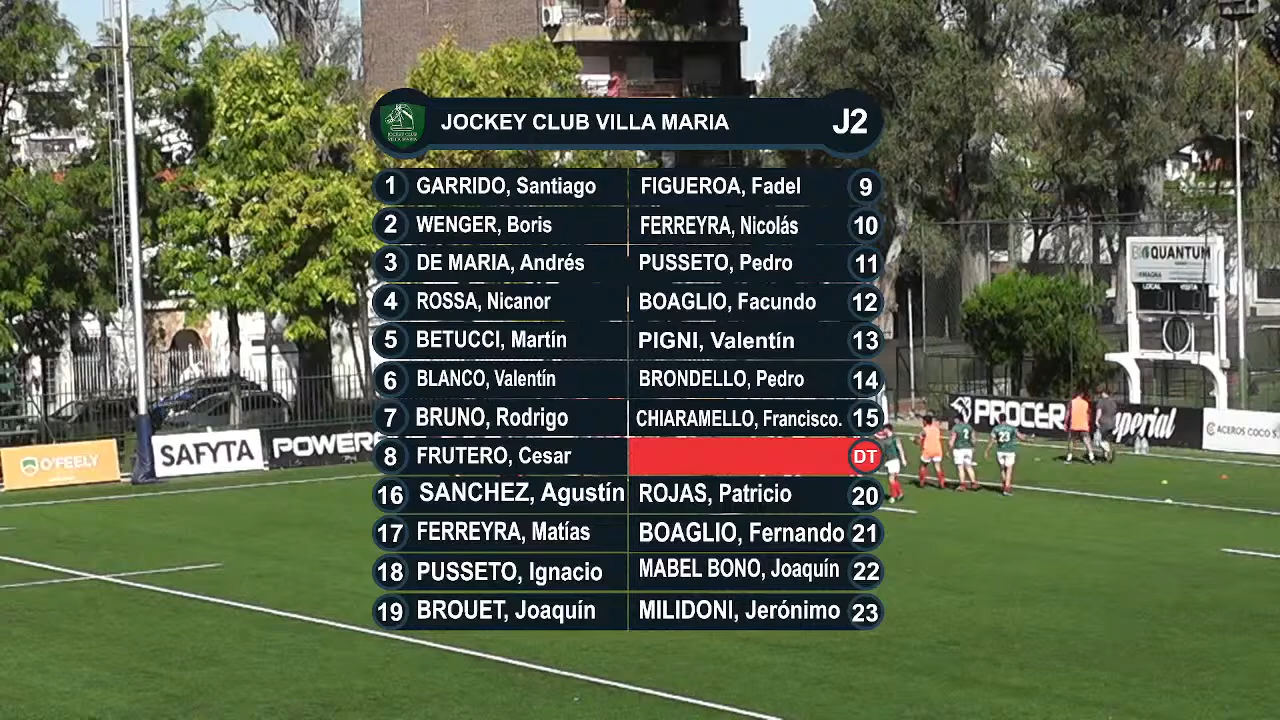 JOCKEY CLUB VILLA MARIA J2
1 GARRIDO, Santiago FIGUEROA, Fadel 9
2 WENGER, Boris FERREYRA, Nicolás 10
3 DE MARIA, Andrés PUSSETO, Pedro 11
4 ROSSA, Nicanor BOAGLIO, Facundo 12
5 BETUCCI, Martín PIGNI, Valentín 13
6 BLANCO, Valentín BRONDELLO, Pedro 14
7 BRUNO, Rodrigo CHIARAMELLO, Francisco. 15
8 FRUTERO, Cesar DT
16 SANCHEZ, Agustín ROJAS, Patricio 20
17 FERREYRA, Matías BOAGLIO, Fernando 21
18 PUSSETO, Ignacio MABEL BONO, Joaquín 22
19 BROUET, Joaquín MILIDONI, Jerónimo 23
QUANTUM
LOCAL VISITA
O'FEELY
SAFYTA
POWER
PROCER
perial
ACEROS COCO S
2
23